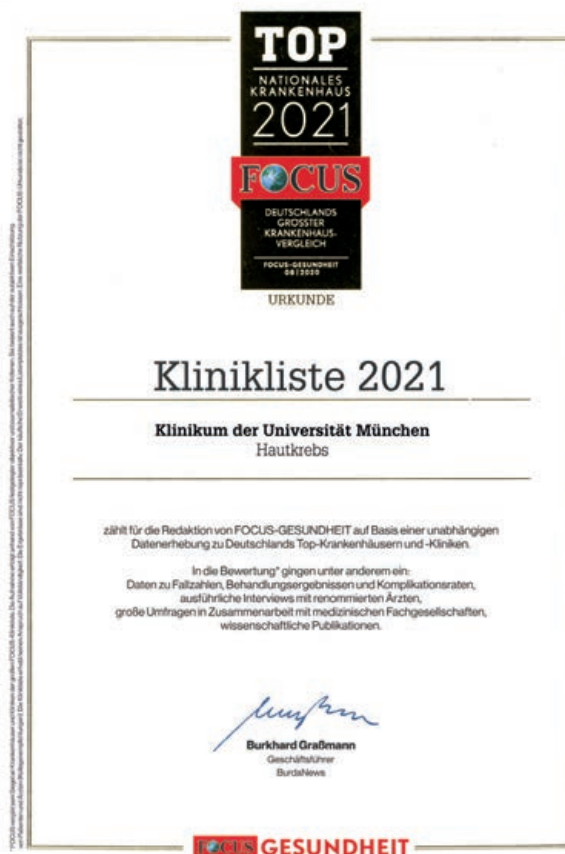 TOP
NATIONALES
KRANKENHAUS
2021
FOCUS
DEUTSCHLANDS
GRÖSSTER
KRANKENHAUS-
VERGLEICH
FOCUS-GESUNDHEIT
08 | 2020
URKUNDE
Klinikliste 2021
Klinikum der Universität München
Hautkrebs
zählt für die Redaktion von FOCUS-GESUNDHEIT auf Basis einer unabhängigen
Datenerhebung zu Deutschlands Top-Krankenhäusern und -Kliniken.
In die Bewertung* gingen unter anderem ein:
Daten zu Fallzahlen, Behandlungsergebnissen und Komplikationsraten,
ausführliche Interviews mit renommierten Ärzten,
große Umfragen in Zusammenarbeit mit medizinischen Fachgesellschaften,
wissenschaftliche Publikationen.
Burkhard Graßmann
Geschäftsführer
BurdaNews
FOCUS GESUNDHEIT